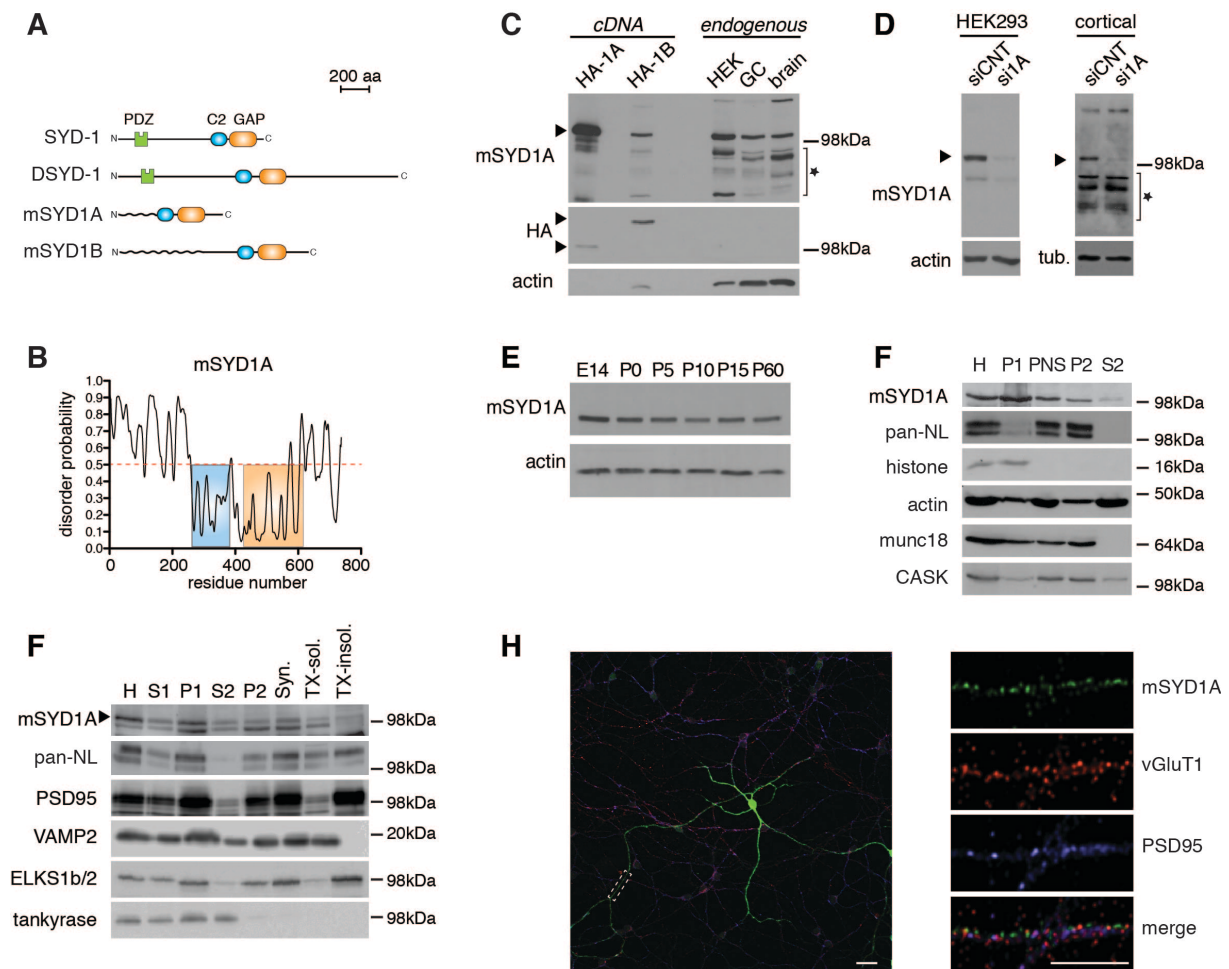 A
200 aa
PDZ C2 GAP
SYD-1 N C
DSYD-1 N C
mSYD1A N C
mSYD1B N C
B
mSYD1A
disorder probability
1.0
0.9
0.8
0.7
0.6
0.5
0.4
0.3
0.2
0.1
0.0
0 200 400 600 800
residue number
C
cDNA endogenous
HA-1A HA-1B HEK GC brain
mSYD1A
98kDa
HA
98kDa
actin
D
HEK293 cortical
siCNT si1A siCNT si1A
98kDa
mSYD1A
actin tub.
E
E14 P0 P5 P10 P15 P60
mSYD1A
actin
F
H P1 PNS P2 S2
mSYD1A 98kDa
pan-NL 98kDa
histone 16kDa
actin 50kDa
munc18 64kDa
CASK 98kDa
F
H S1 P1 S2 P2 Syn. TX-sol. TX-insol.
mSYD1A 98kDa
pan-NL 98kDa
PSD95 98kDa
VAMP2 20kDa
ELKS1b/2 98kDa
tankyrase 98kDa
H
mSYD1A
vGluT1
PSD95
merge